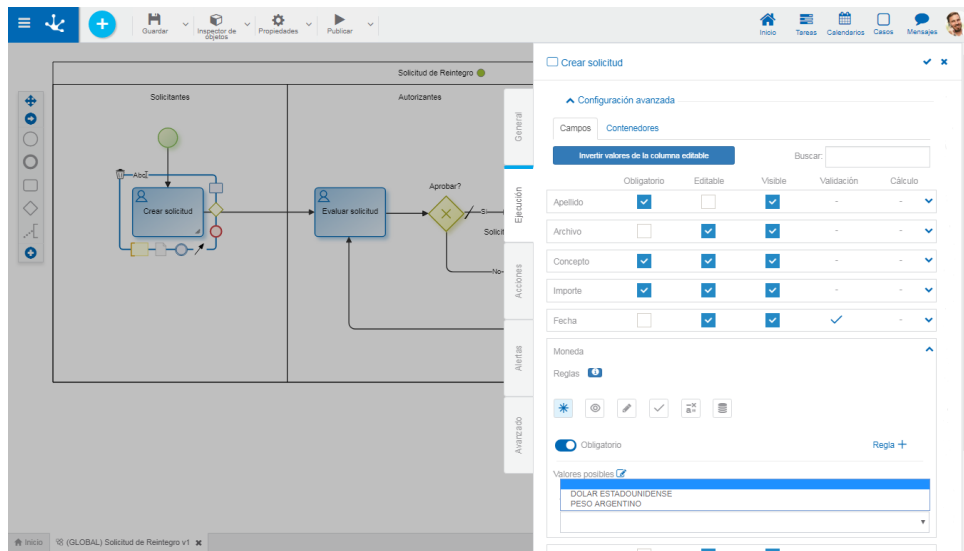 Guardar
Inspector de objetos
Propiedades
Publicar
Inicio
Tareas
Calendarios
Casos
Mensajes
Solicitud de Reintegro
Solicitantes
Autorizantes
Abc
Crear solicitud
Evaluar solicitud
Aprobar?
Si
Solicit
No
General
Ejecución
Acciones
Alertas
Avanzado
Crear solicitud
Configuración avanzada
Campos
Contenedores
Invertir valores de la columna editable
Buscar:
Obligatorio Editable Visible Validación Cálculo
Apellido - -
Archivo - -
Concepto - -
Importe - -
Fecha -
Moneda
Reglas
Obligatorio
Regla +
Valores posibles
DOLAR ESTADOUNIDENSE
PESO ARGENTINO
Inicio
(GLOBAL) Solicitud de Reintegro v1